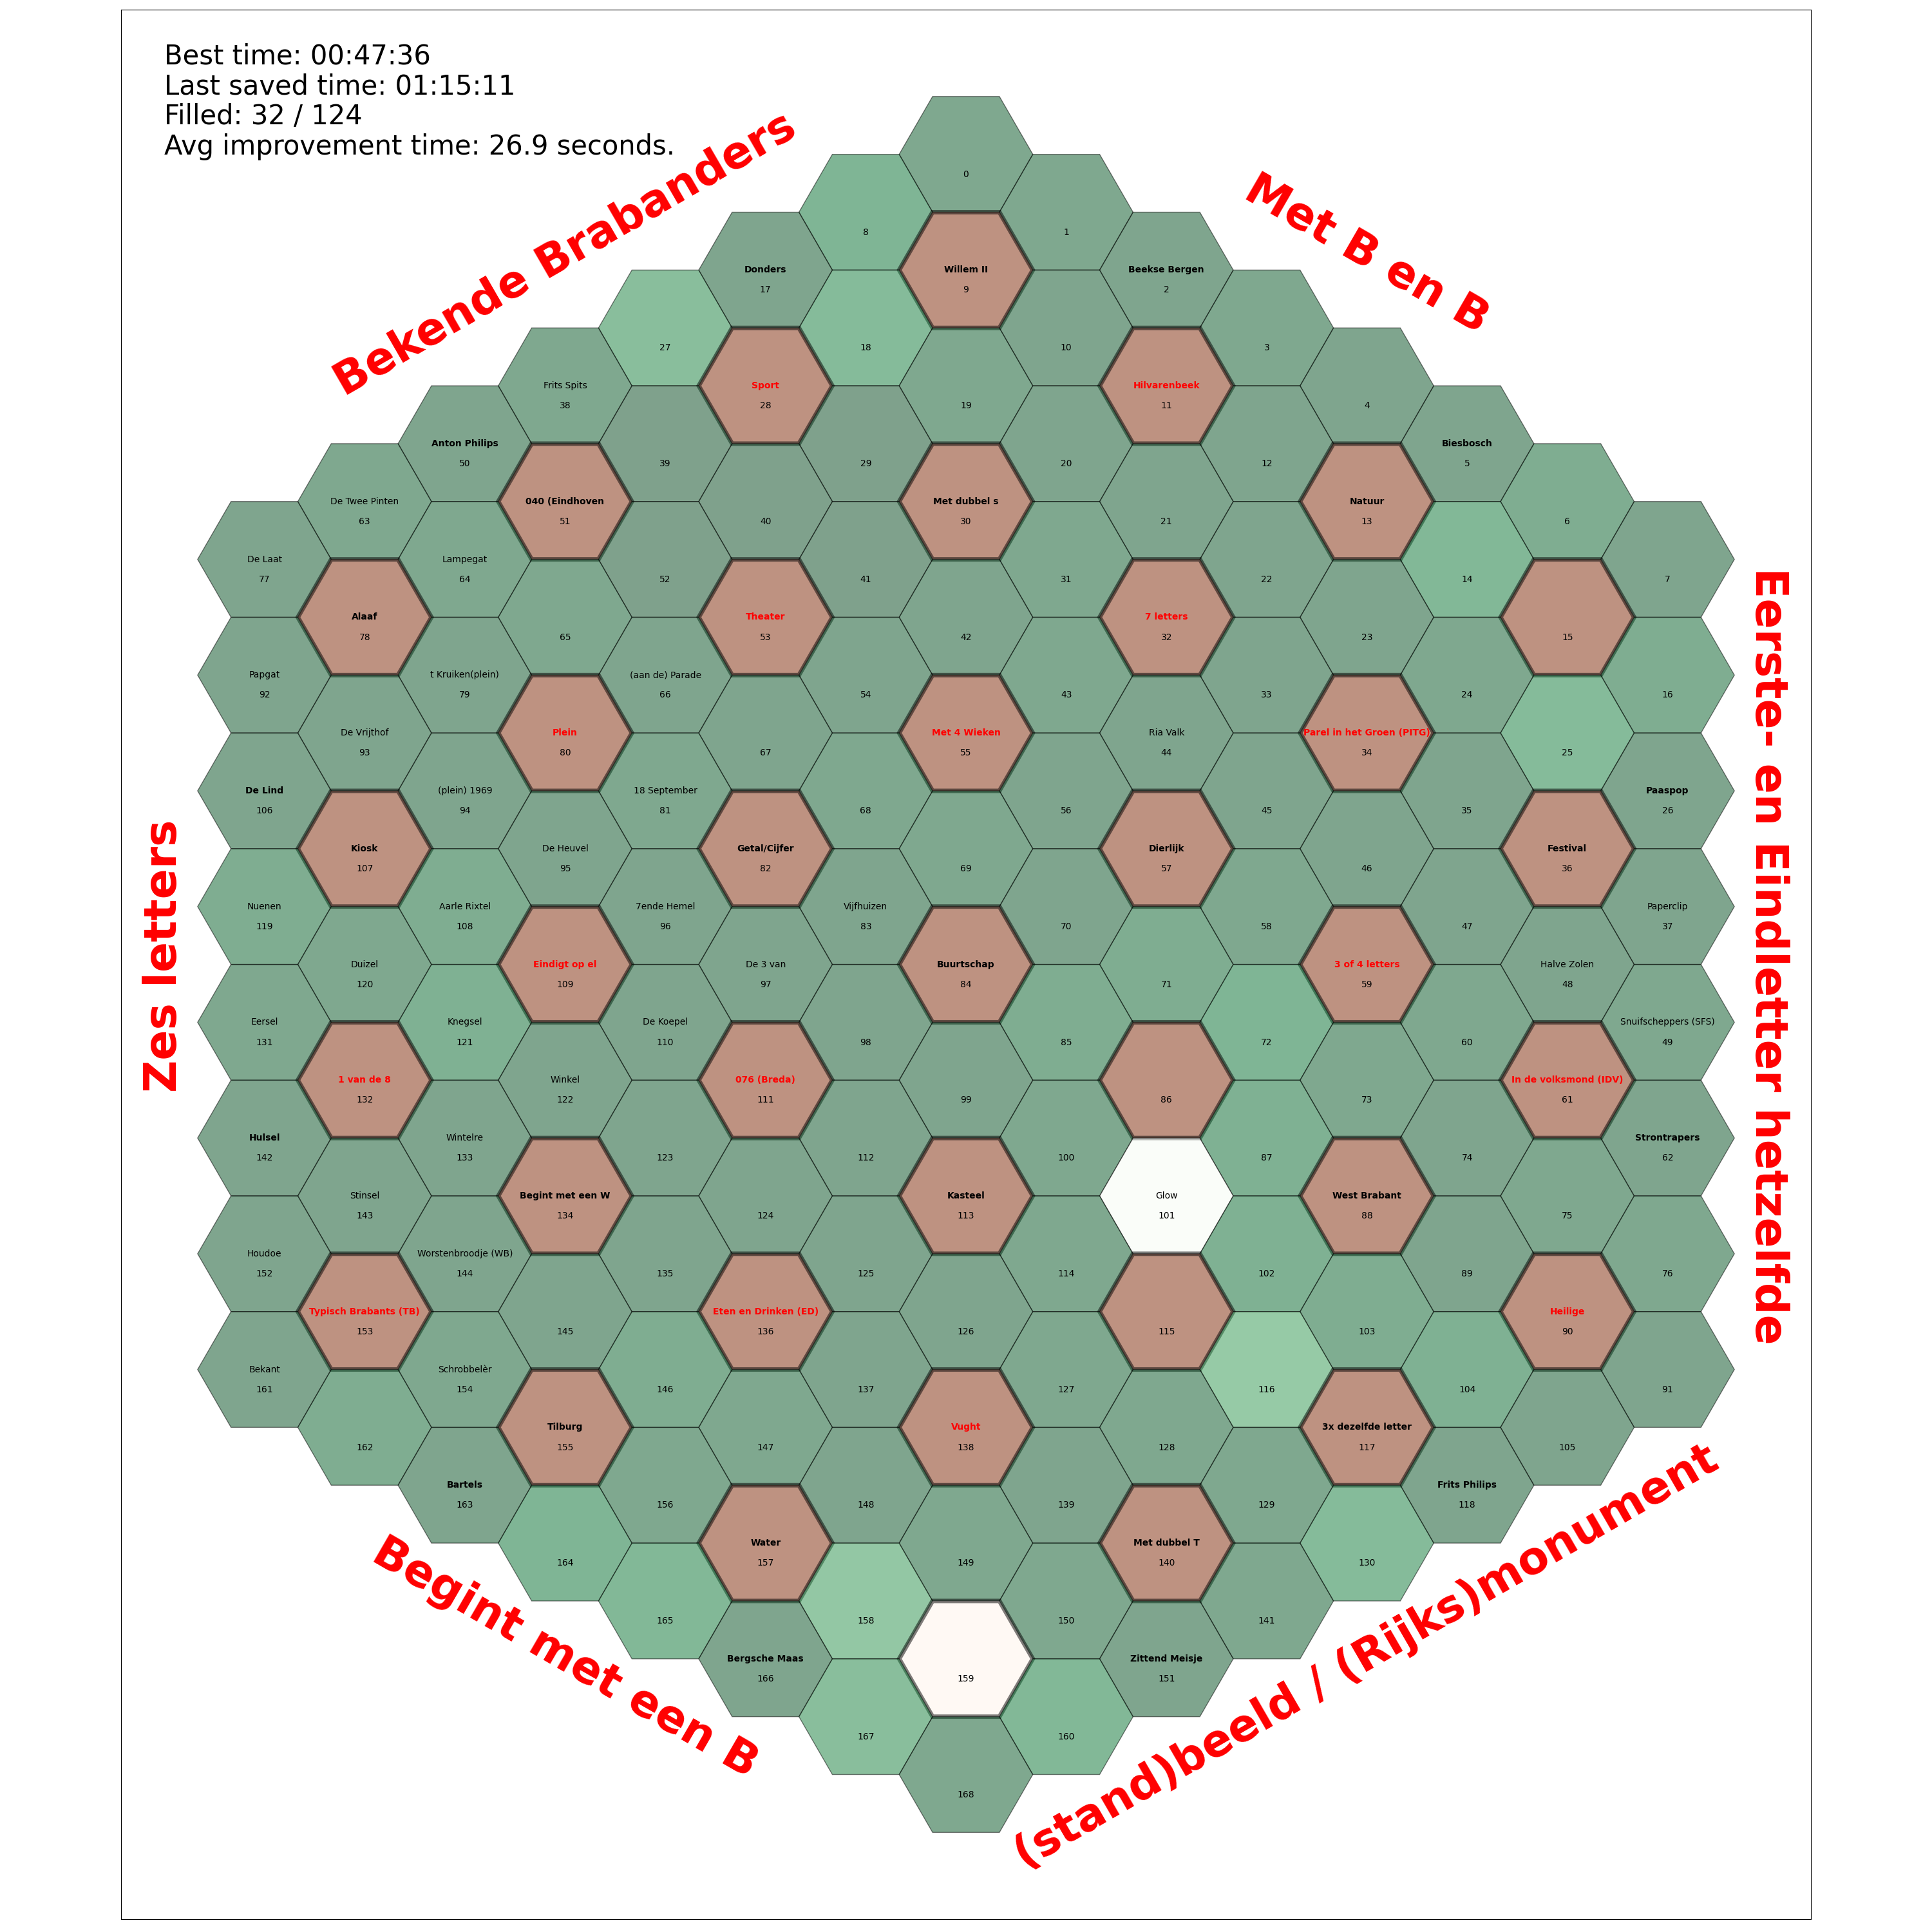 Best time: 00:47:36
Last saved time: 01:15:11
Filled: 32 / 124
Avg improvement time: 26.9 seconds.
Bekende Brabanders
Met B en B
Eerste- en Eindletter hetzelfde
(stand)beeld / (Rijks)monument
Begint met een B
Zes letters
0
8
1
Donders
17
Willem II
9
Beekse Bergen
2
27
18
10
3
Frits Spits
38
Sport
28
19
Hilvarenbeek
11
4
Anton Philips
50
39
29
20
12
Biesbosch
5
De Twee Pinten
63
040 (Eindhoven
51
40
Met dubbel s
30
21
Natuur
13
6
De Laat
77
Lampegat
64
52
41
31
22
14
7
Alaaf
78
65
Theater
53
42
7 letters
32
23
15
Papgat
92
t Kruiken(plein)
79
(aan de) Parade
66
54
43
33
24
16
De Vrijthof
93
Plein
80
67
Met 4 Wieken
55
Ria Valk
44
Parel in het Groen (PITG)
34
25
De Lind
106
(plein) 1969
94
18 September
81
68
56
45
35
Paaspop
26
Kiosk
107
De Heuvel
95
Getal/Cijfer
82
69
Dierlijk
57
46
Festival
36
Nuenen
119
Aarle Rixtel
108
7ende Hemel
96
Vijfhuizen
83
70
58
47
Paperclip
37
Duizel
120
Eindigt op el
109
De 3 van
97
Buurtschap
84
71
3 of 4 letters
59
Halve Zolen
48
Eersel
131
Knegsel
121
De Koepel
110
98
85
72
60
Snuifscheppers (SFS)
49
1 van de 8
132
Winkel
122
076 (Breda)
111
99
86
73
In de volksmond (IDV)
61
Hulsel
142
Wintelre
133
123
112
100
87
74
Strontrapers
62
Stinsel
143
Begint met een W
134
124
Kasteel
113
Glow
101
West Brabant
88
75
Houdoe
152
Worstenbroodje (WB)
144
135
125
114
102
89
76
Typisch Brabants (TB)
153
145
Eten en Drinken (ED)
136
126
115
103
Heilige
90
Bekant
161
Schrobbelèr
154
146
137
127
116
104
91
162
Tilburg
155
147
Vught
138
128
3x dezelfde letter
117
105
Bartels
163
156
148
139
129
Frits Philips
118
164
Water
157
149
Met dubbel T
140
130
165
158
150
141
Bergsche Maas
166
159
Zittend Meisje
151
167
160
168